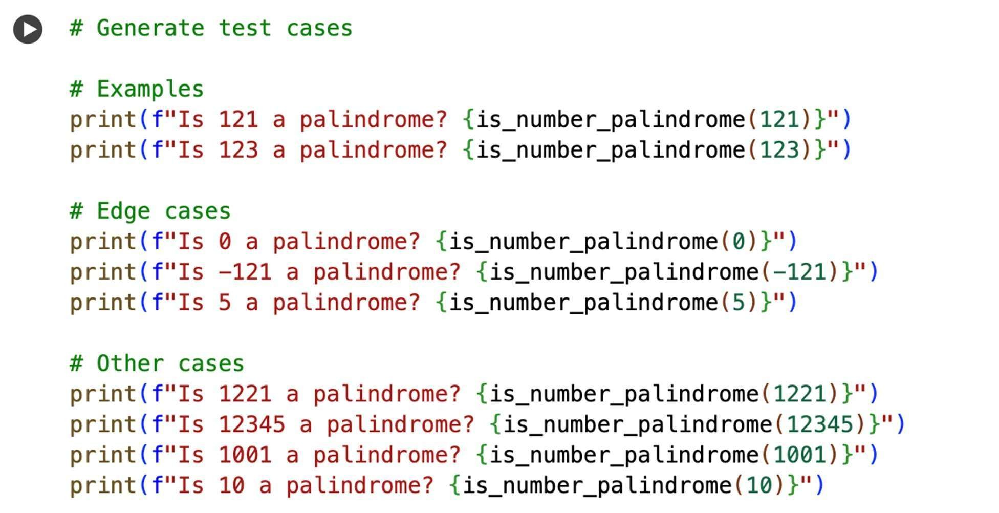 # Generate test cases
# Examples
print(f"Is 121 a palindrome? {is_number_palindrome(121)}")
print(f"Is 123 a palindrome? {is_number_palindrome(123)}")
# Edge cases
print(f"Is 0 a palindrome? {is_number_palindrome(0)}")
print(f"Is -121 a palindrome? {is_number_palindrome(-121)}")
print(f"Is 5 a palindrome? {is_number_palindrome(5)}")
# Other cases
print(f"Is 1221 a palindrome? {is_number_palindrome(1221)}")
print(f"Is 12345 a palindrome? {is_number_palindrome(12345)}")
print(f"Is 1001 a palindrome? {is_number_palindrome(1001)}")
print(f"Is 10 a palindrome? {is_number_palindrome(10)}")